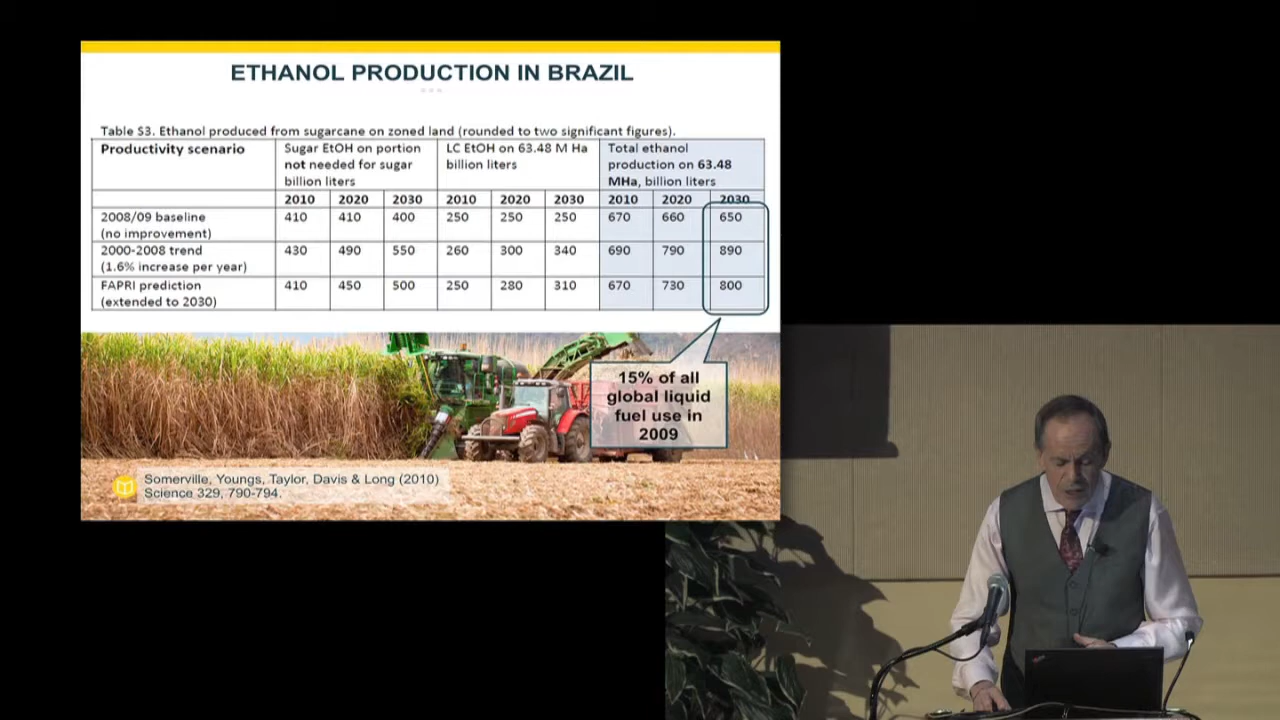 ETHANOL PRODUCTION IN BRAZIL
Table S3. Ethanol produced from sugarcane on zoned land (rounded to two significant figures).
Productivity scenario Sugar EtOH on portion not needed for sugar billion liters LC EtOH on 63.48 M Ha billion liters Total ethanol production on 63.48 MHa, billion liters
2010 2020 2030 2010 2020 2030 2010 2020 2030
2008/09 baseline (no improvement) 410 410 400 250 250 250 670 660 650
2000-2008 trend (1.6% increase per year) 430 490 550 260 300 340 690 790 890
FAPRI prediction (extended to 2030) 410 450 500 250 280 310 670 730 800
15% of all
global liquid
fuel use in
2009
Somerville, Youngs, Taylor, Davis & Long (2010)
Science 329, 790-794.